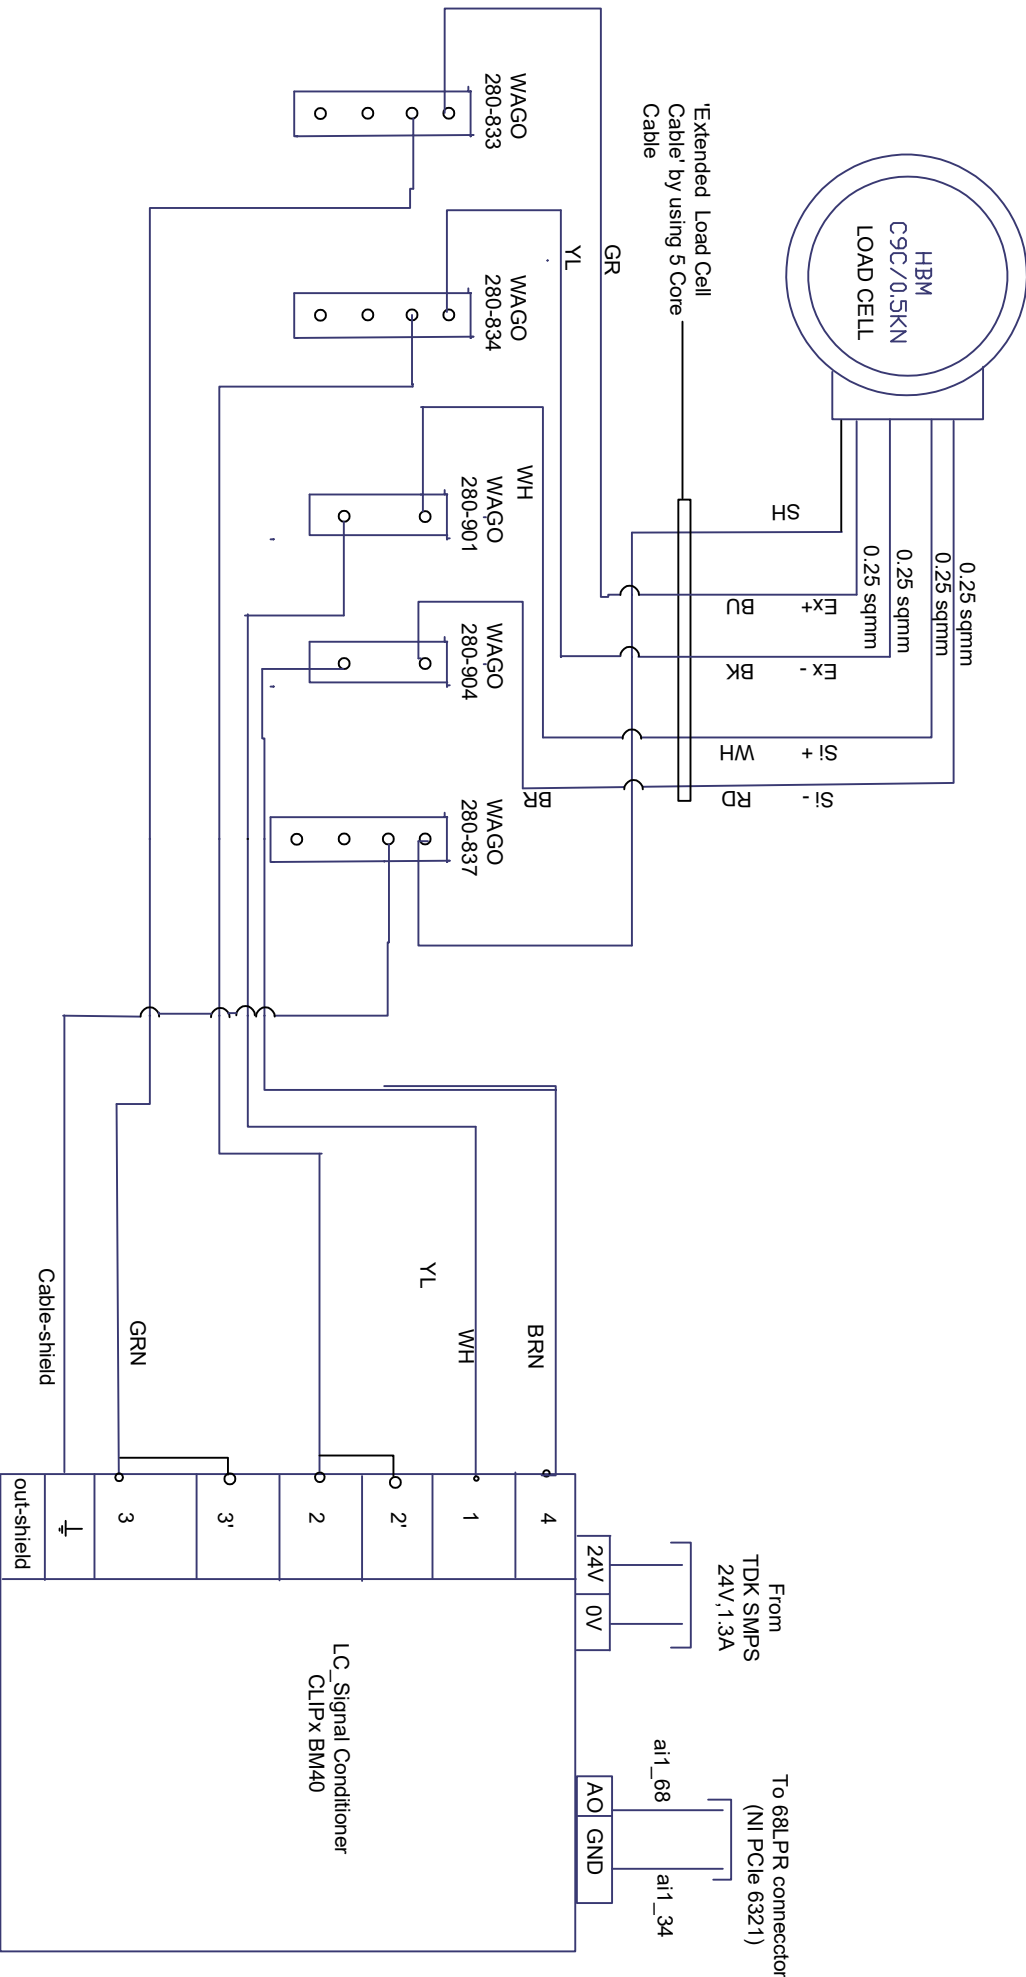 HBM
C9C/0.5KN
LOAD CELL
'Extended Load Cell
Cable' by using 5 Core
Cable
WAGO
280-833
WAGO
280-834
WAGO
280-901
WAGO
280-904
WAGO
280-837
GR
YL
WH
BR
SH
0.25 sqmm
0.25 sqmm
0.25 sqmm
0.25 sqmm
Ex+
BU
Ex -
BK
Si +
WH
Si -
RD
Cable-shield
GRN
YL
WH
BRN
out-shield
3
3'
2
2'
1
4
24V
0V
From
TDK SMPS
24V,1.3A
LC_Signal Conditioner
CLIPx BM40
AO
GND
ai1_68
ai1_34
To 68LPR connecctor
(NI PCIe 6321)